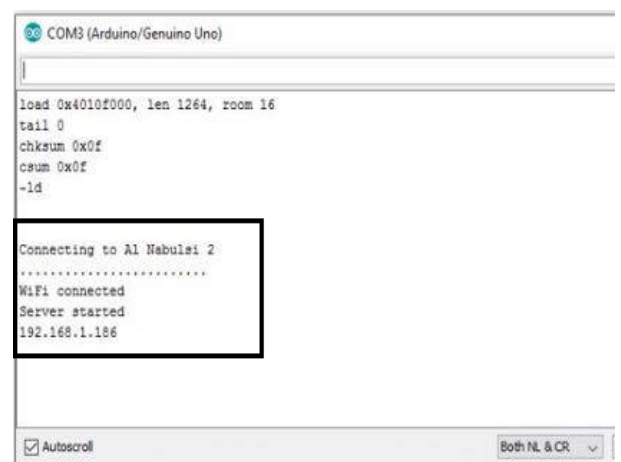 COM3 (Arduino/Genuino Uno)
load 0x4010f000, len 1264, room 16
tail 0
chksum 0x0f
csum 0x0f
~ld
Connecting to Al Nabulsi 2
.........................
WiFi connected
Server started
192.168.1.186
Autoscroll
Both NL & CR